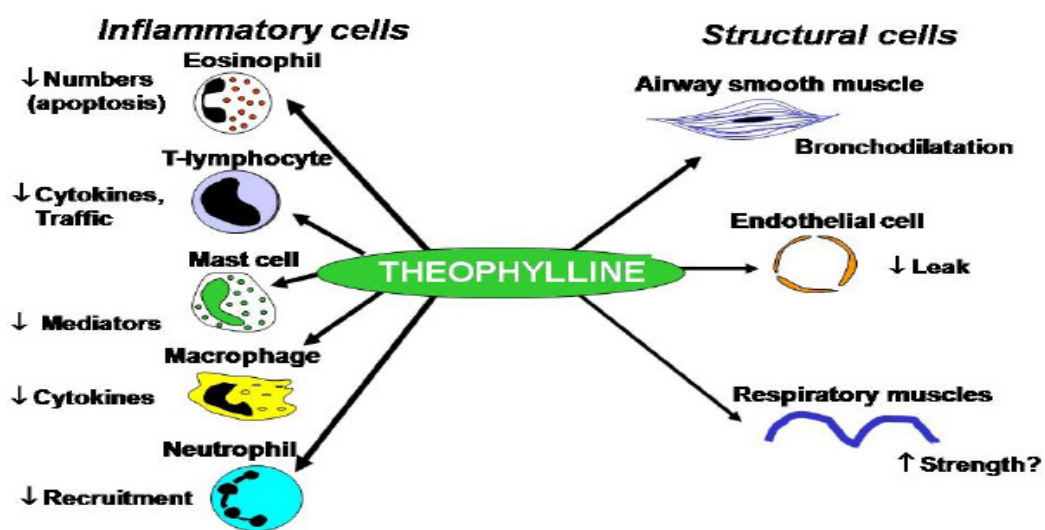 Inflammatory cells
Eosinophil
↓ Numbers
(apoptosis)
T-lymphocyte
↓ Cytokines,
Traffic
Mast cell
↓ Mediators
Macrophage
↓ Cytokines
Neutrophil
↓ Recruitment
THEOPHYLLINE
Structural cells
Airway smooth muscle
Bronchodilatation
Endothelial cell
↓ Leak
Respiratory muscles
↑ Strength?